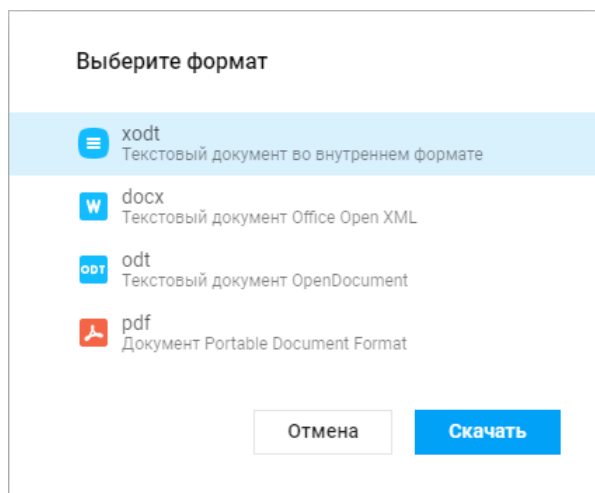 Выберите формат
xodt
Текстовый документ во внутреннем формате
W
docx
Текстовый документ Office Open XML
ODT
odt
Текстовый документ OpenDocument
pdf
Документ Portable Document Format
Отмена
Скачать